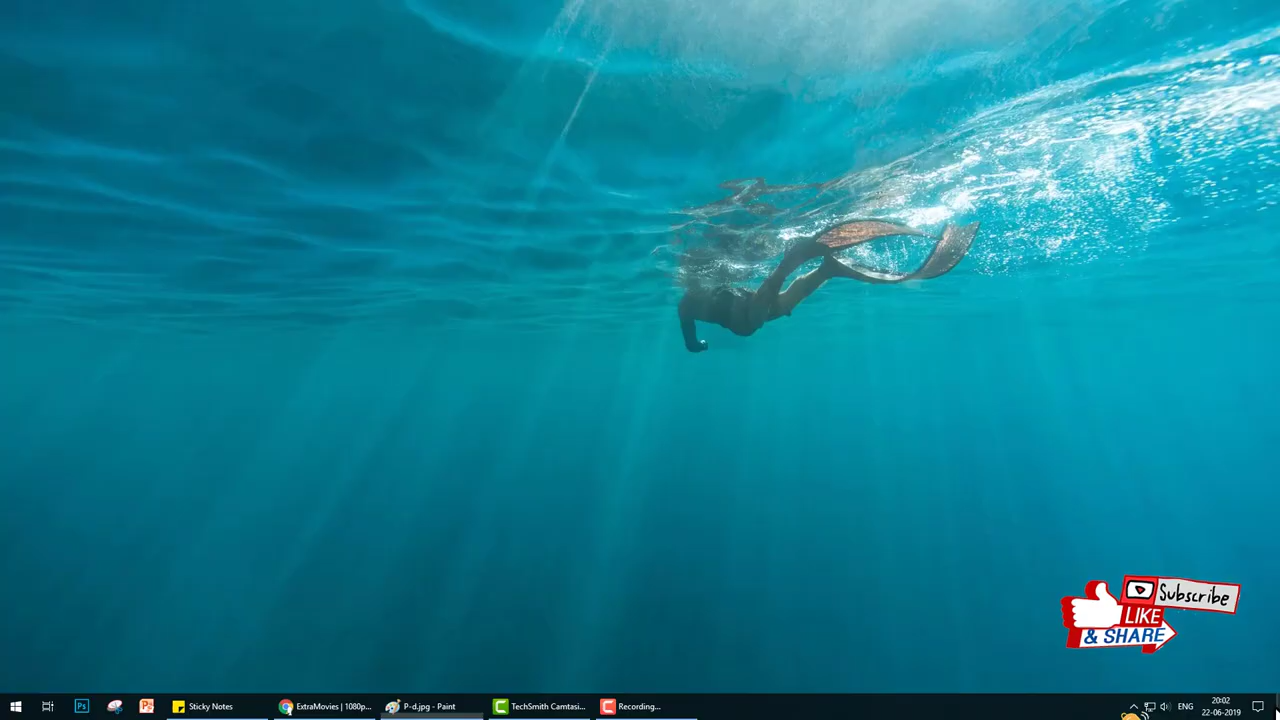 Subscribe
LIKE
& SHARE
Sticky Notes
ExtraMovies | 1080p...
P-d.jpg - Paint
TechSmith Camtasi...
Recording...
ENG
20:02
22-06-2019